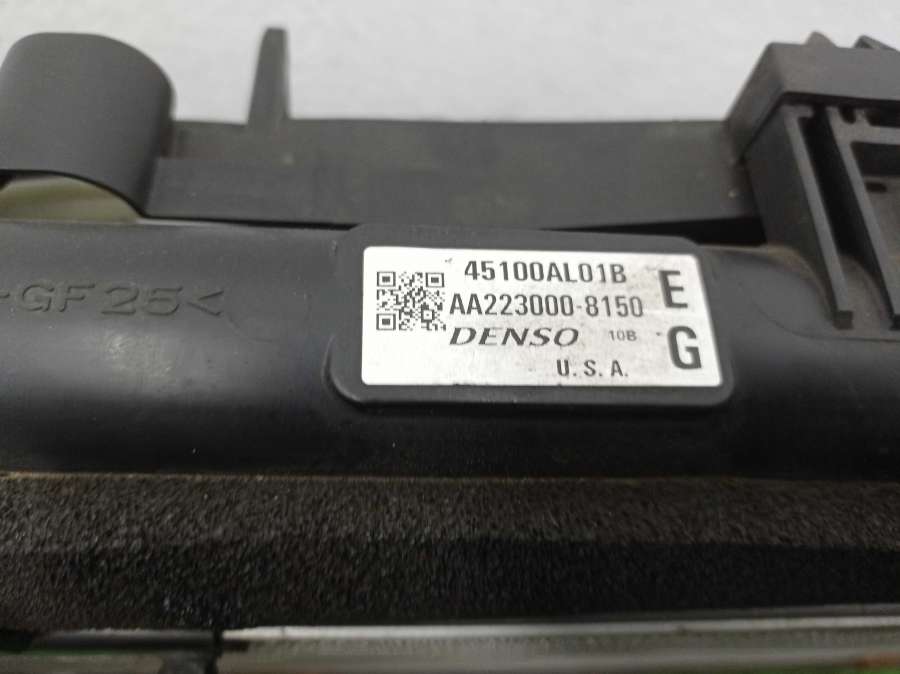 45100AL01B E
AA223000-8150
DENSO 10B G
U.S.A.
-GF25<